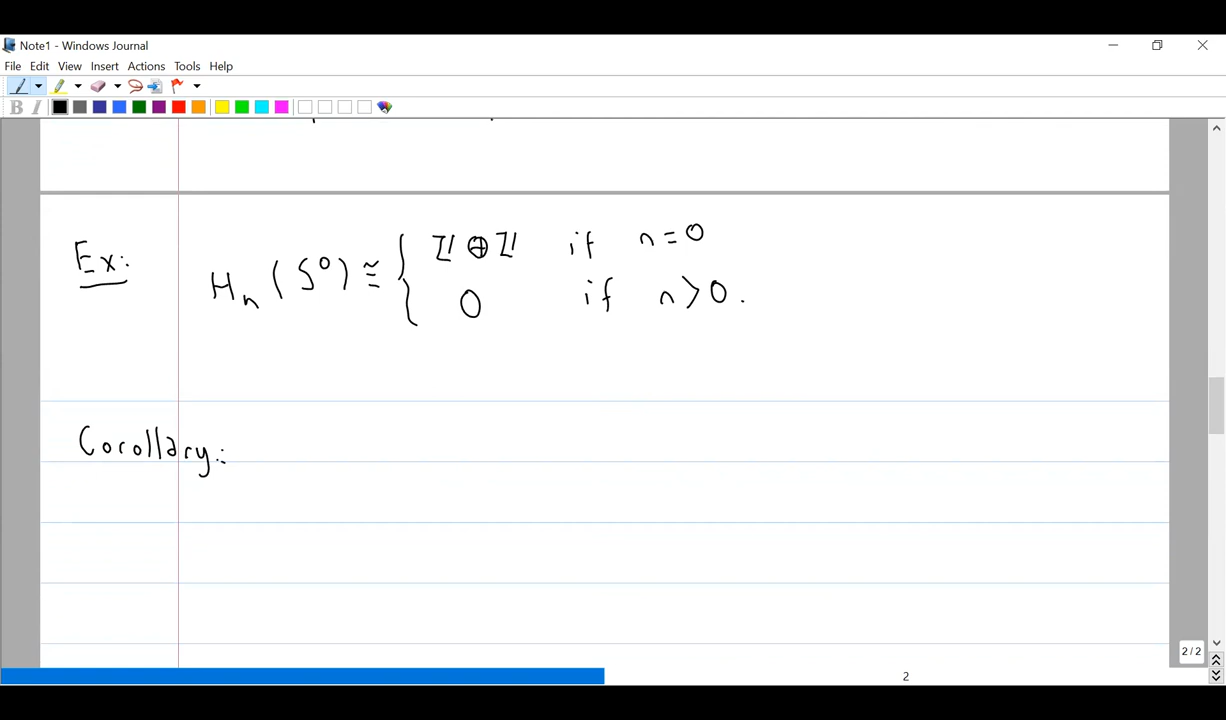 Note1 - Windows Journal
File Edit View Insert Actions Tools Help
B I
Ex: Hₙ(S⁰) ≅ { ℤ ⊕ ℤ if n = 0
0 if n > 0.
Corollary:
2 / 2
2